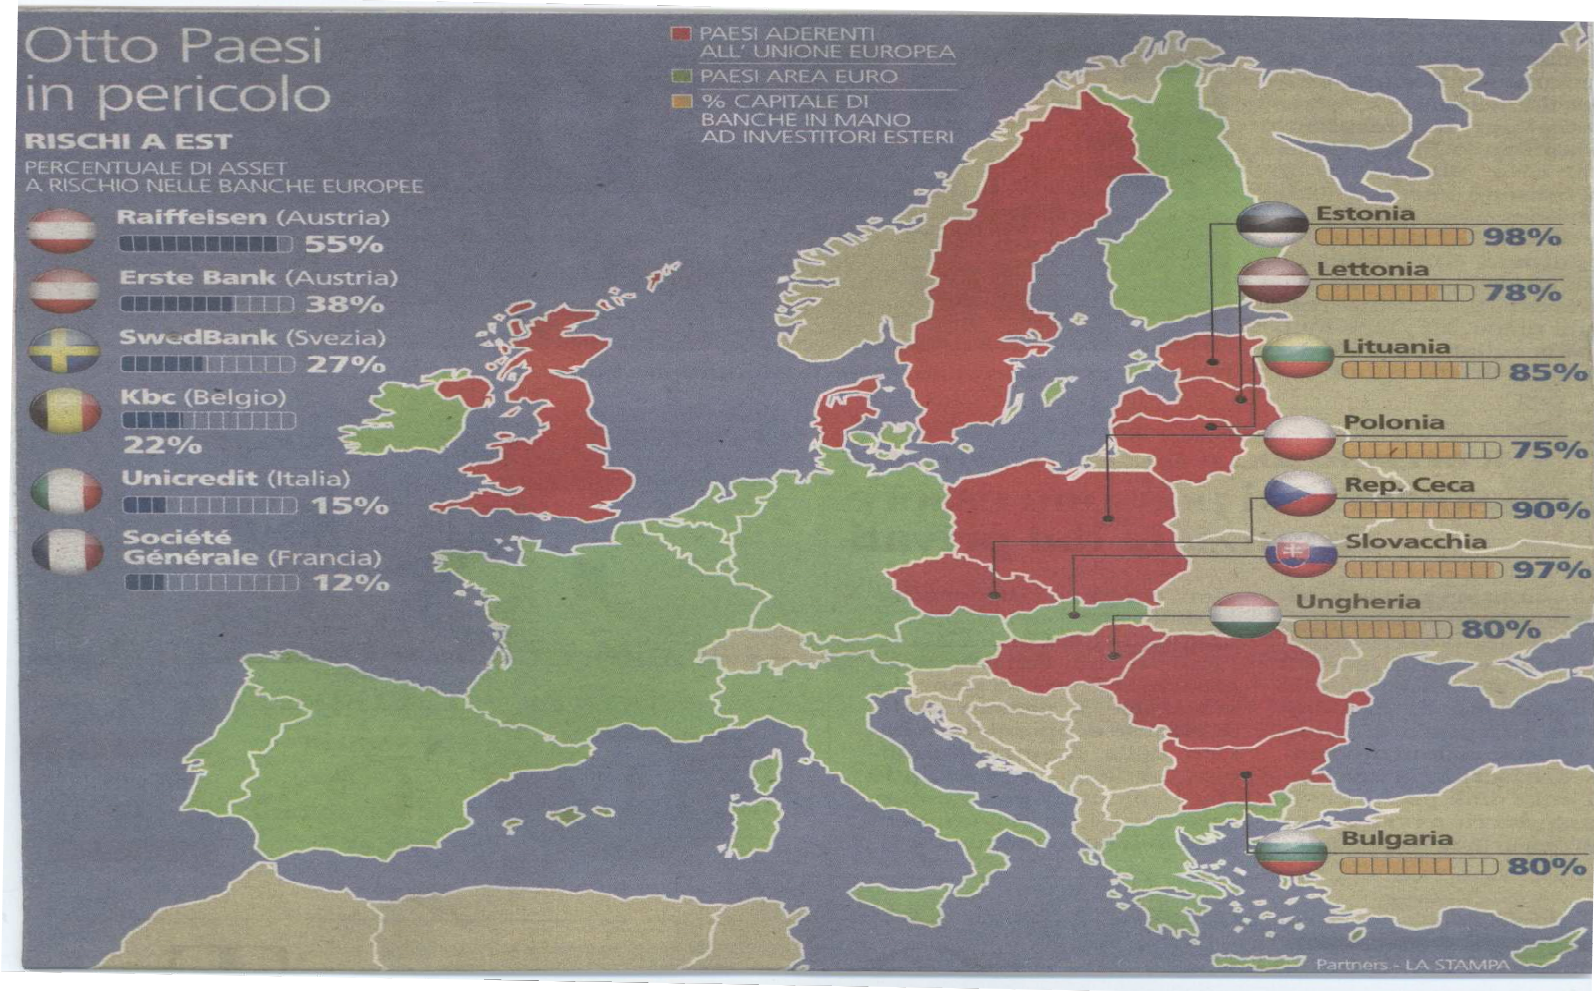 Otto Paesi
in pericolo
RISCHI A EST
PERCENTUALE DI ASSET
A RISCHIO NELLE BANCHE EUROPEE
Raiffeisen (Austria)
55%
Erste Bank (Austria)
38%
SwedBank (Svezia)
27%
Kbc (Belgio)
22%
Unicredit (Italia)
15%
Société
Générale (Francia)
12%
PAESI ADERENTI
ALL' UNIONE EUROPEA
PAESI AREA EURO
% CAPITALE DI
BANCHE IN MANO
AD INVESTITORI ESTERI
Estonia
98%
Lettonia
78%
Lituania
85%
Polonia
75%
Rep. Ceca
90%
Slovacchia
97%
Ungheria
80%
Bulgaria
80%
Partners - LA STAMPA